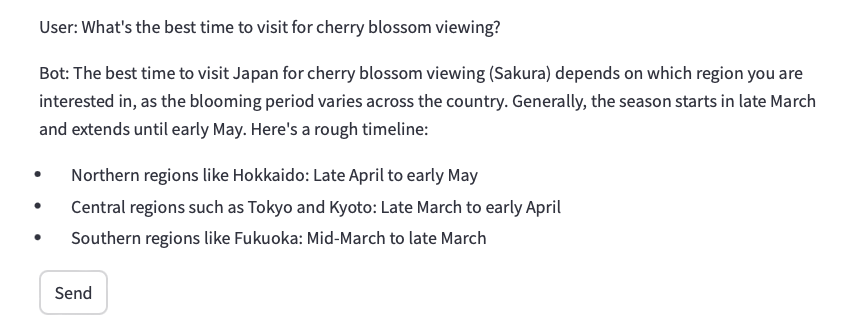 User: What's the best time to visit for cherry blossom viewing?
Bot: The best time to visit Japan for cherry blossom viewing (Sakura) depends on which region you are
interested in, as the blooming period varies across the country. Generally, the season starts in late March
and extends until early May. Here's a rough timeline:
• Northern regions like Hokkaido: Late April to early May
• Central regions such as Tokyo and Kyoto: Late March to early April
• Southern regions like Fukuoka: Mid-March to late March
Send